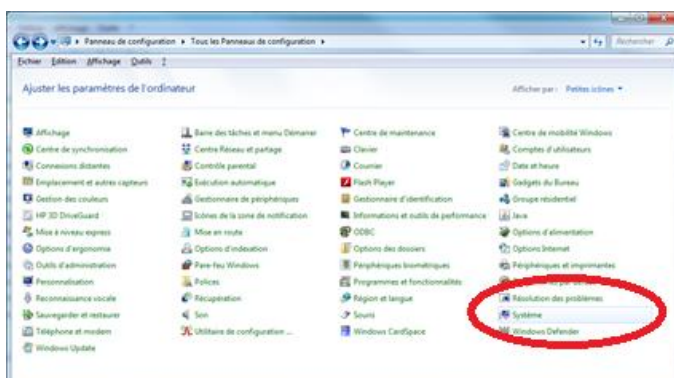 Panneau de configuration ▸ Tous les Panneaux de configuration ▸
Rechercher
Fichier Edition Affichage Outils ?
Ajuster les paramètres de l'ordinateur
Afficher par : Petites icônes
Affichage Barre des tâches et menu Démarrer Centre de maintenance Centre de mobilité Windows
Centre de synchronisation Centre Réseau et partage Clavier Comptes d'utilisateurs
Connexions distantes Contrôle parental Courrier Date et heure
Emplacement et autres capteurs Exécution automatique Flash Player Gadgets du Bureau
Gestion des couleurs Gestionnaire de périphériques Gestionnaire d'identification Groupe résidentiel
HP 3D DriveGuard Icônes de la zone de notification Informations et outils de performance Java
Mise à niveau express Mise en route ODBC Options d'alimentation
Options d'ergonomie Options d'indexation Options des dossiers Options Internet
Outils d'administration Pare-feu Windows Périphériques biométriques Périphériques et imprimantes
Personnalisation Polices Programmes et fonctionnalités
Reconnaissance vocale Récupération Région et langue Résolution des problèmes
Sauvegarder et restaurer Son Souris Système
Téléphone et modem Utilitaire de configuration ... Windows CardSpace Windows Defender
Windows Update